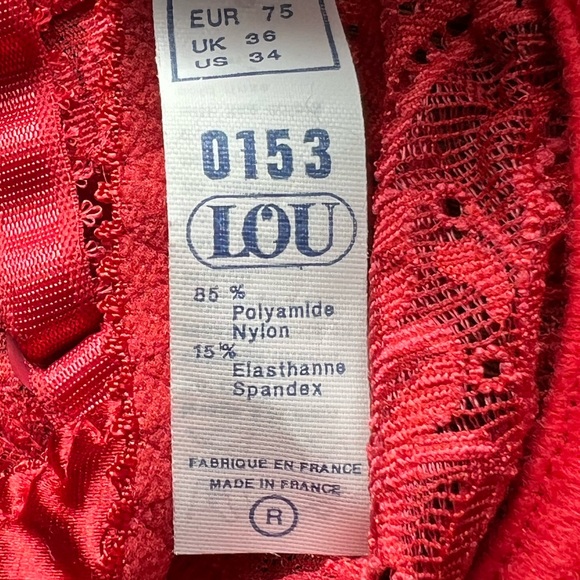 EUR 75
UK 36
US 34
0153
LOU
85 %
Polyamide
Nylon
15 %
Elasthanne
Spandex
FABRIQUE EN FRANCE
MADE IN FRANCE
R